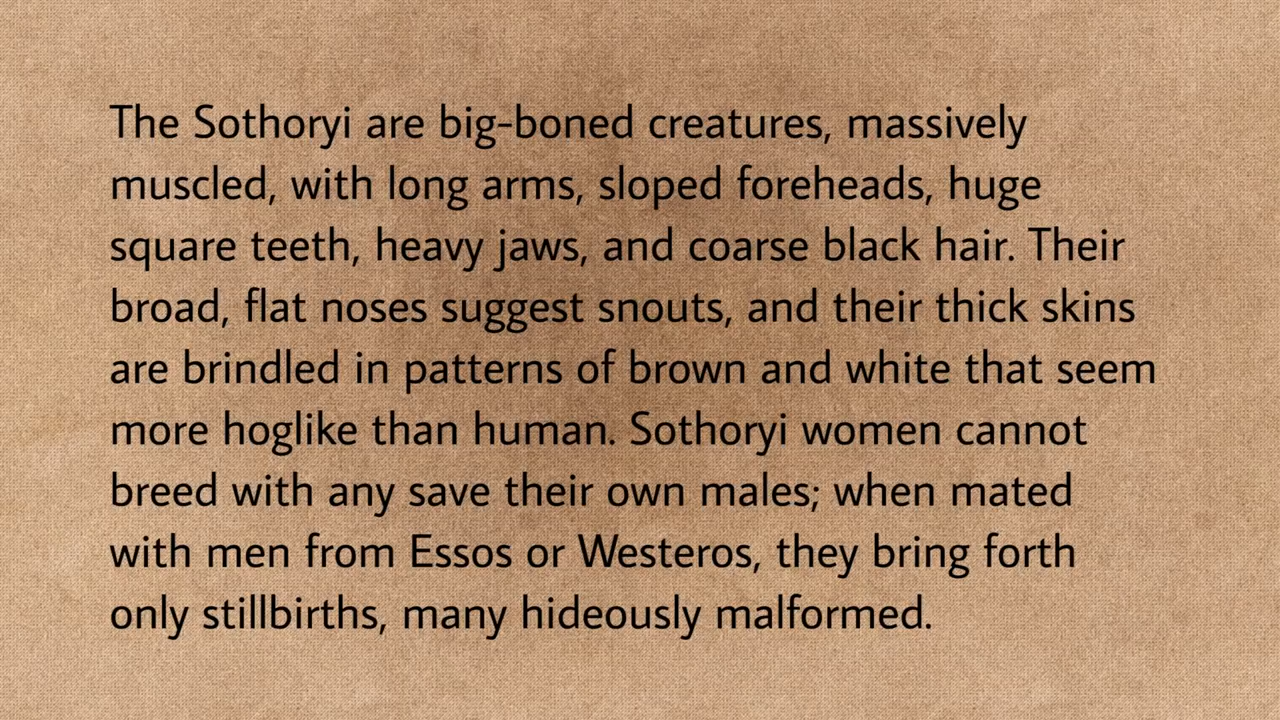 The Sothoryi are big-boned creatures, massively
muscled, with long arms, sloped foreheads, huge
square teeth, heavy jaws, and coarse black hair. Their
broad, flat noses suggest snouts, and their thick skins
are brindled in patterns of brown and white that seem
more hoglike than human. Sothoryi women cannot
breed with any save their own males; when mated
with men from Essos or Westeros, they bring forth
only stillbirths, many hideously malformed.